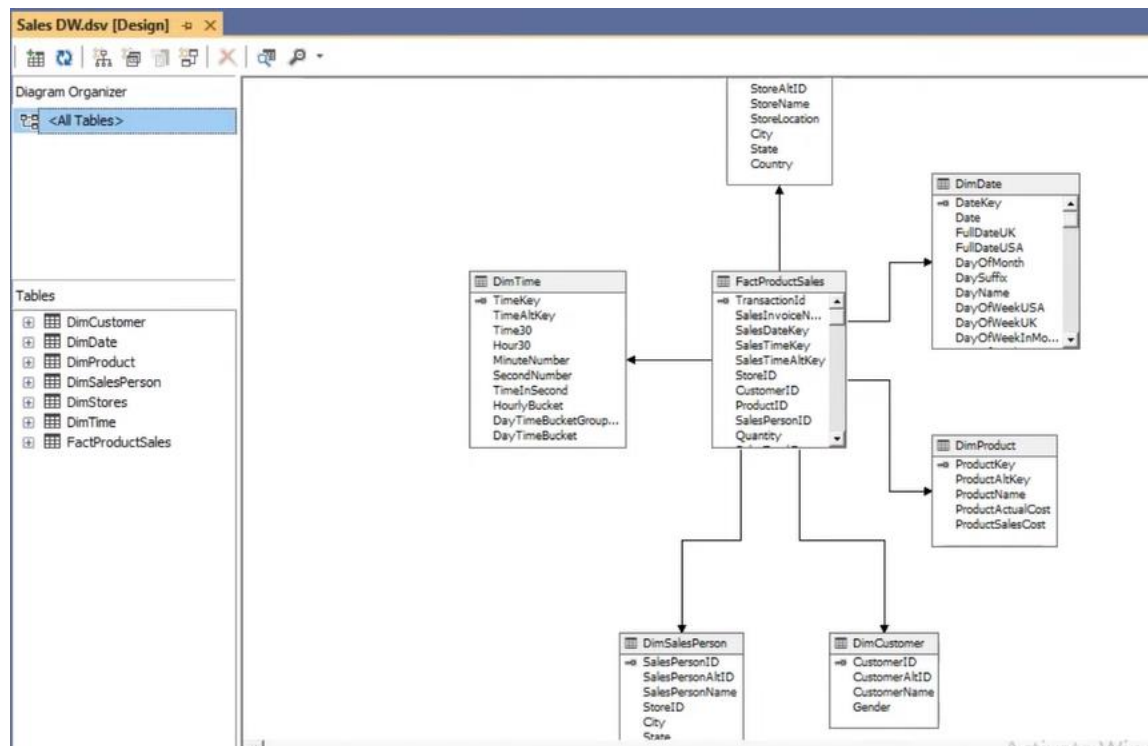 Sales DW.dsv [Design]
Diagram Organizer
<All Tables>
Tables
DimCustomer
DimDate
DimProduct
DimSalesPerson
DimStores
DimTime
FactProductSales
StoreAltID
StoreName
StoreLocation
City
State
Country
DimDate
DateKey
Date
FullDateUK
FullDateUSA
DayOfMonth
DaySuffix
DayName
DayOfWeekUSA
DayOfWeekUK
DayOfWeekInMo...
DimTime
TimeKey
TimeAltKey
Time30
Hour30
MinuteNumber
SecondNumber
TimeInSecond
HourlyBucket
DayTimeBucketGroup...
DayTimeBucket
FactProductSales
TransactionId
SalesInvoiceN...
SalesDateKey
SalesTimeKey
SalesTimeAltKey
StoreID
CustomerID
ProductID
SalesPersonID
Quantity
DimProduct
ProductKey
ProductAltKey
ProductName
ProductActualCost
ProductSalesCost
DimSalesPerson
SalesPersonID
SalesPersonAltID
SalesPersonName
StoreID
City
State
DimCustomer
CustomerID
CustomerAltID
CustomerName
Gender